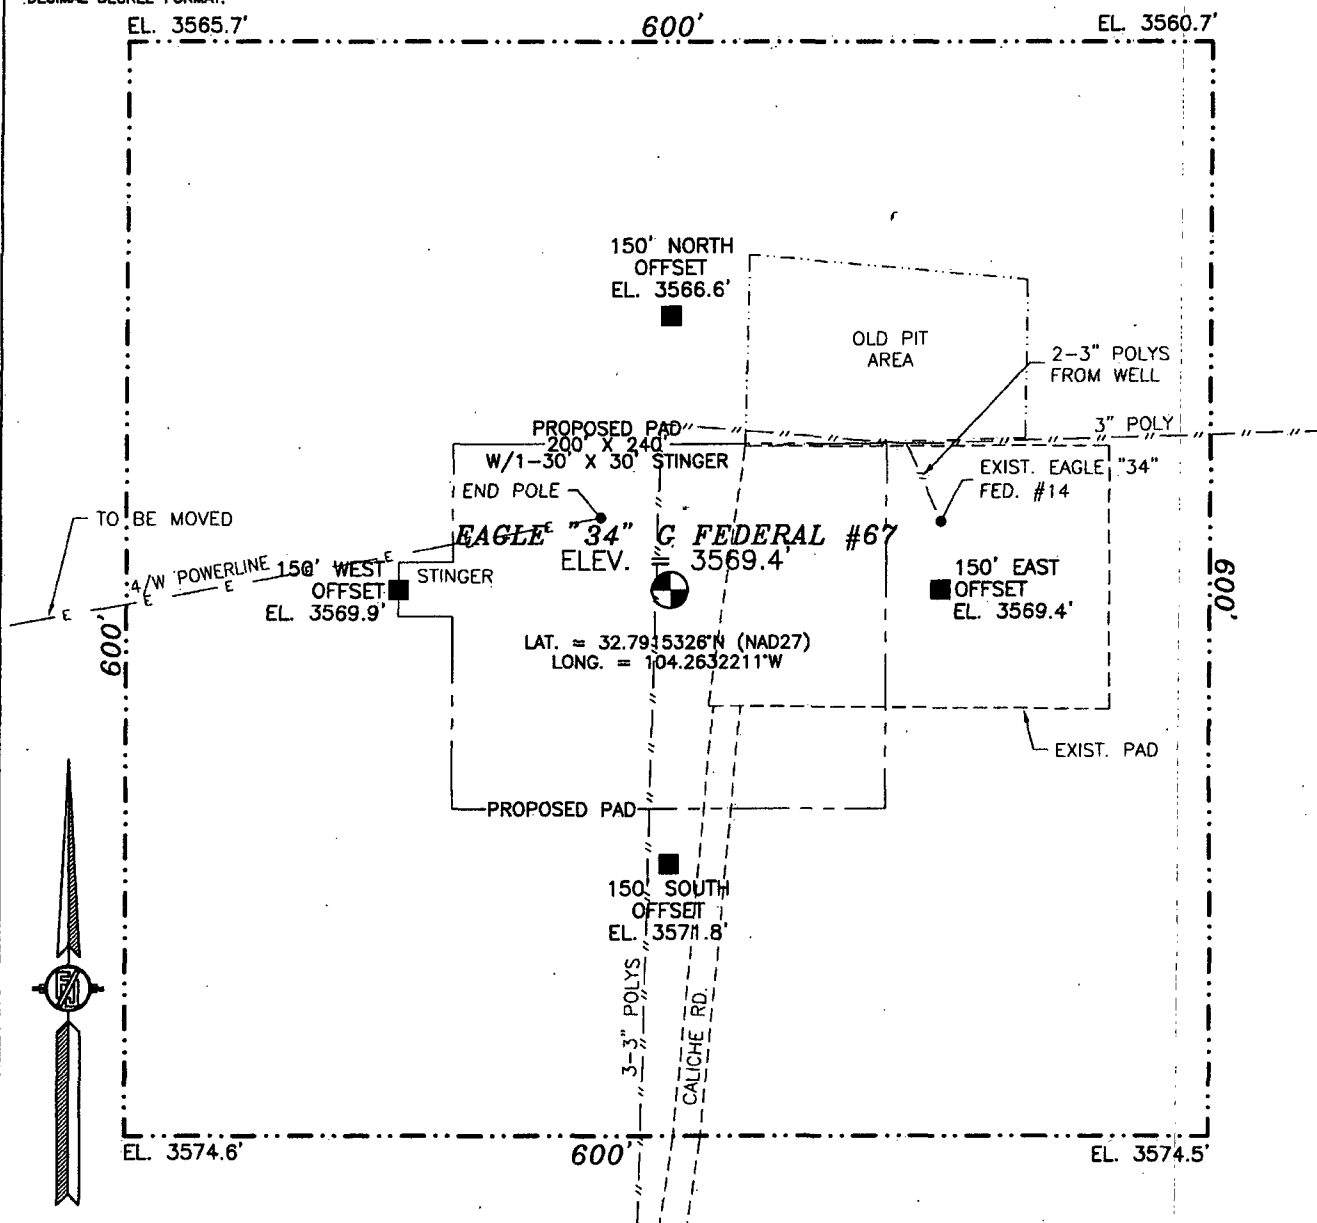 DECIMAL DEGREE FORMAT.
EL. 3565.7'
600'
EL. 3560.7'
150' NORTH
OFFSET
EL. 3566.6'
OLD PIT
AREA
2-3" POLYS
FROM WELL
3" POLY
PROPOSED PAD
200' X 240'
W/1-30' X 30' STINGER
END POLE
EXIST. EAGLE "34"
FED. #14
TO BE MOVED
EAGLE "34" G FEDERAL #67
ELEV. 3569.4'
4/W POWERLINE
E
E
E
E
E
150' WEST
OFFSET
EL. 3569.9'
STINGER
150' EAST
OFFSET
EL. 3569.4'
600'
600'
LAT. = 32.7915326°N (NAD27)
LONG. = 104.2632211°W
EXIST. PAD
PROPOSED PAD
150' SOUTH
OFFSET
EL. 3571.8'
3-3" POLYS
CALICHE RD.
EL. 3574.6'
600'
EL. 3574.5'